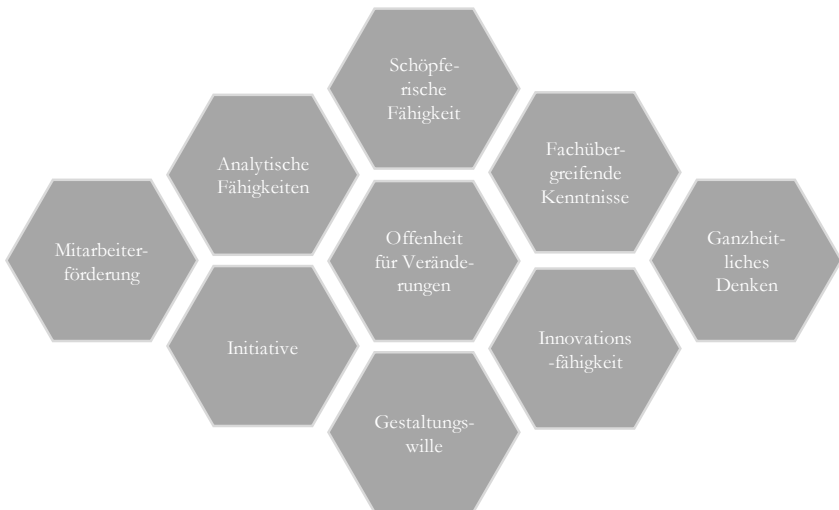 Schöpfe-
rische
Fähigkeit
Analytische
Fähigkeiten
Fachüber-
greifende
Kenntnisse
Mitarbeiter-
förderung
Offenheit
für Verände-
rungen
Ganzheit-
liches
Denken
Initiative
Innovations
-fähigkeit
Gestaltungs-
wille